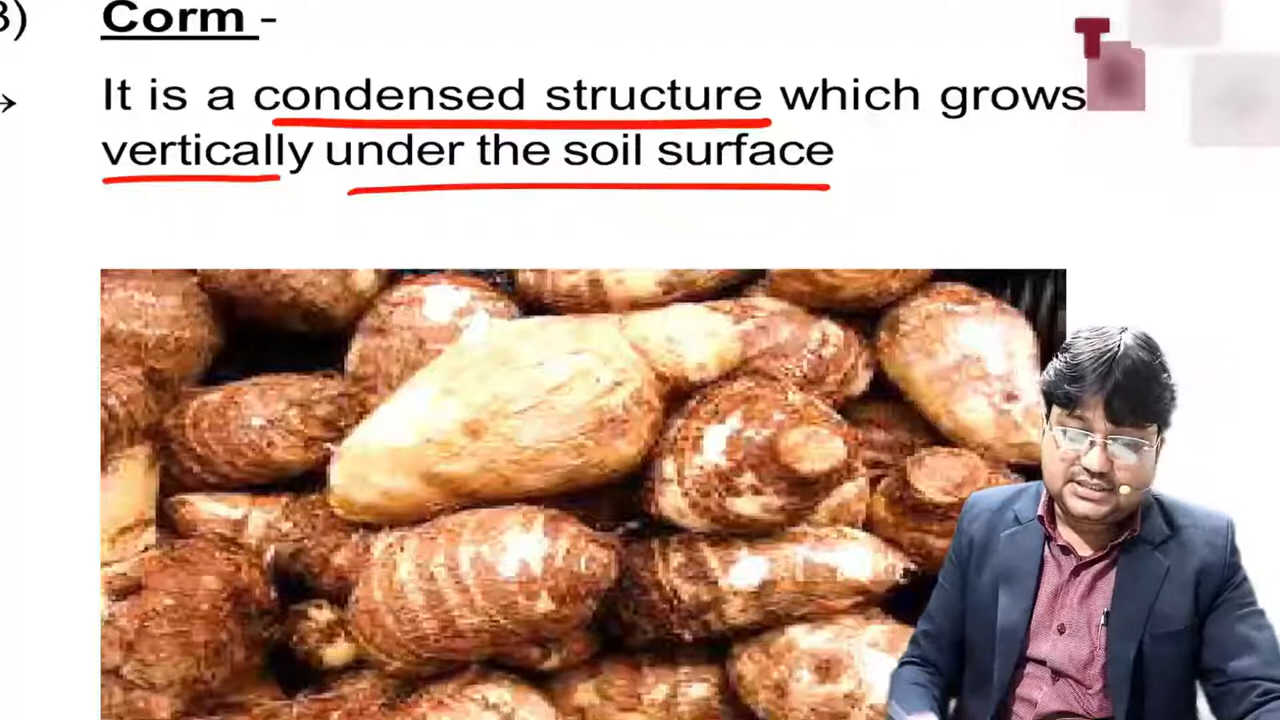 3) Corm -
→ It is a condensed structure which grows
vertically under the soil surface
T